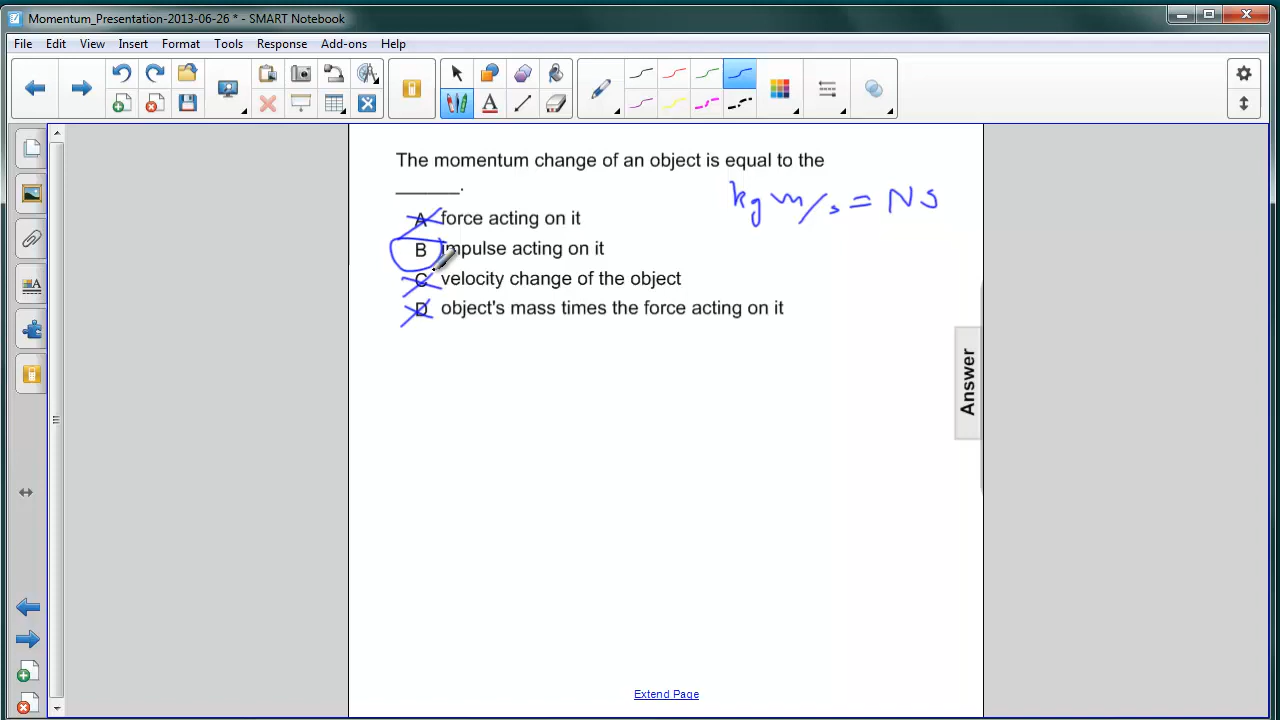 Momentum_Presentation-2013-06-26 * - SMART Notebook
File Edit View Insert Format Tools Response Add-ons Help
The momentum change of an object is equal to the
______.
kg m/s = N s
A force acting on it
B impulse acting on it
C velocity change of the object
D object's mass times the force acting on it
Answer
Extend Page